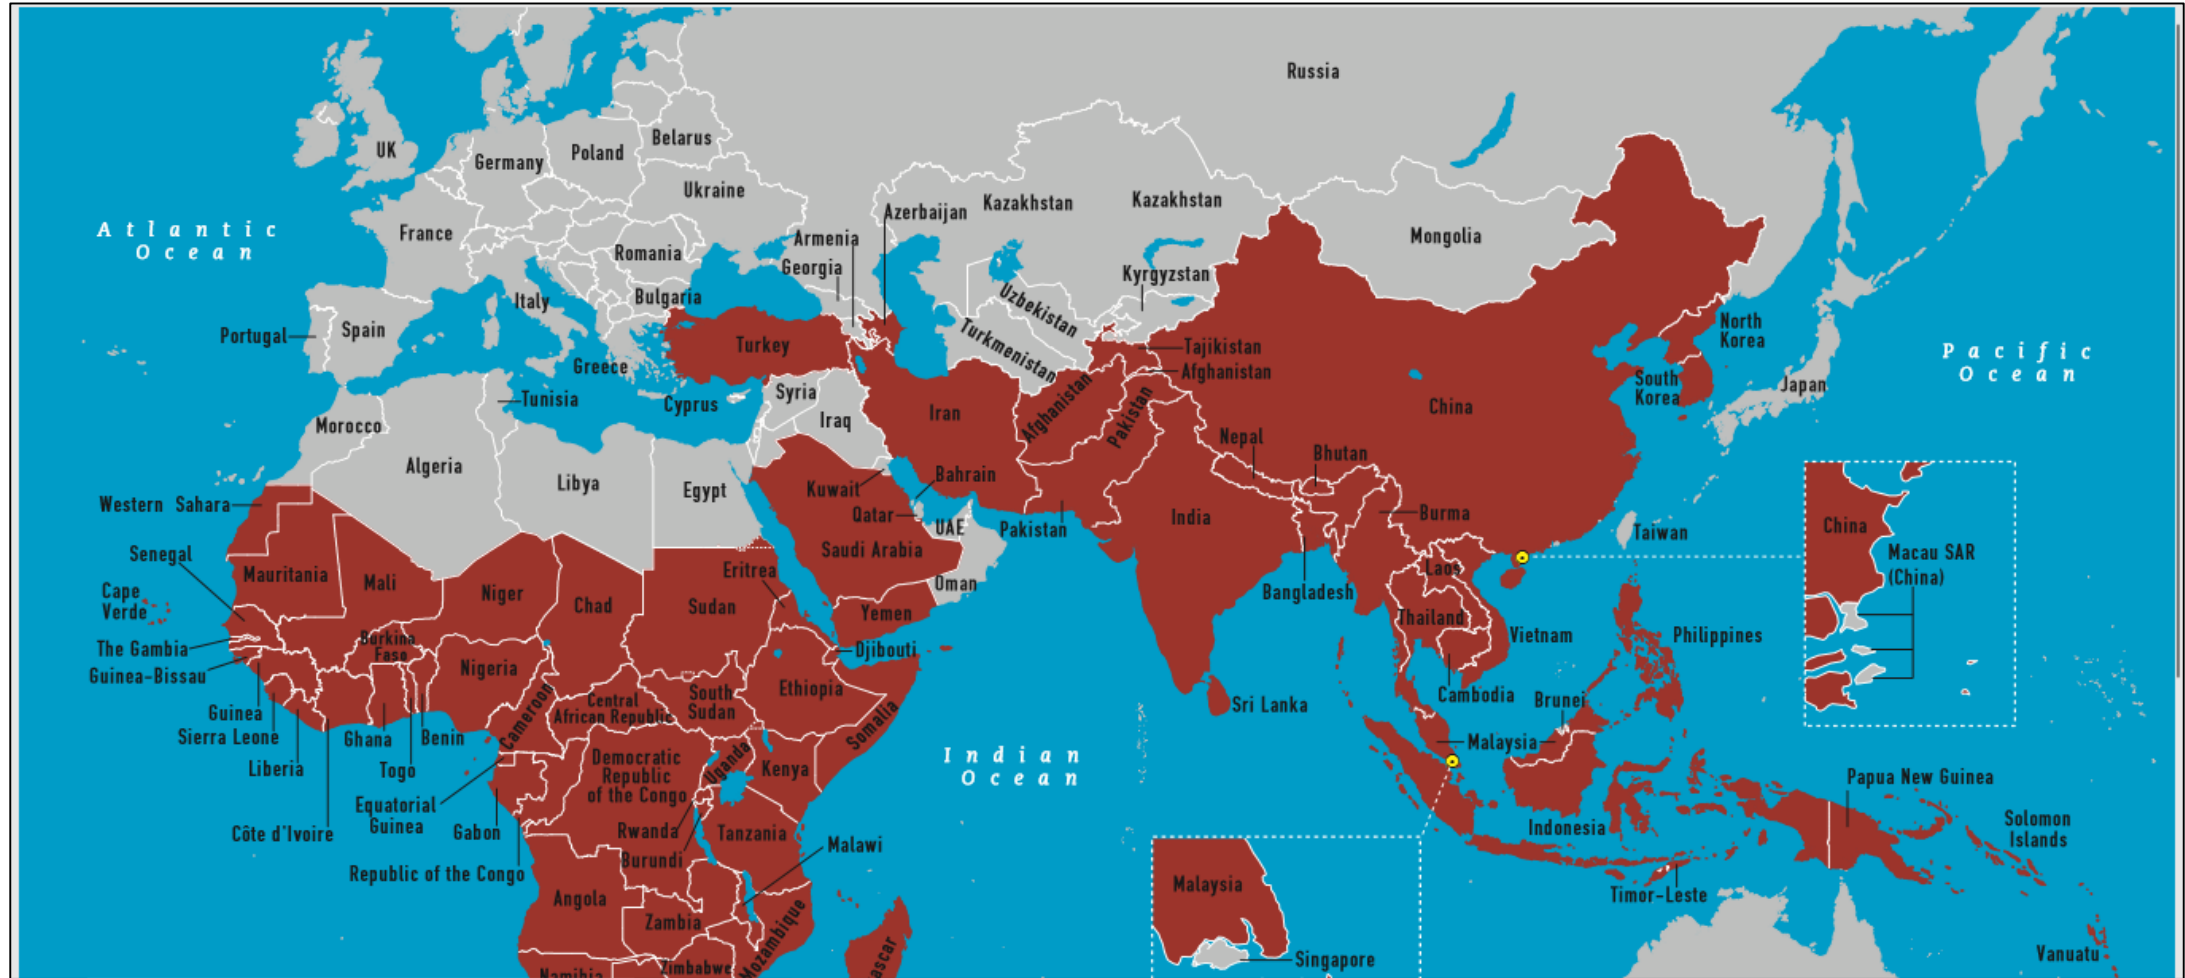 Russia
UK
Germany
Poland
Belarus
Ukraine
Kazakhstan
Kazakhstan
Azerbaijan
Atlantic
Ocean
France
Romania
Armenia
Georgia
Mongolia
Kyrgyzstan
Italy
Bulgaria
Uzbekistan
Portugal
Spain
Turkey
Turkmenistan
North
Korea
Tajikistan
Greece
Afghanistan
Pacific
Ocean
Tunisia
Cyprus
Syria
Iraq
Iran
Afghanistan
Pakistan
China
South
Korea
Japan
Morocco
Algeria
Libya
Egypt
Nepal
Bhutan
Bahrain
Kuwait
Qatar
UAE
Pakistan
India
Burma
Taiwan
China
Macau SAR
(China)
Western Sahara
Senegal
Mauritania
Mali
Niger
Chad
Sudan
Eritrea
Saudi Arabia
Oman
Yemen
Bangladesh
Laos
Thailand
Vietnam
Philippines
Cape
Verde
The Gambia
Guinea-Bissau
Burkina
Faso
Nigeria
Djibouti
Ethiopia
Somalia
Central
African Republic
South
Sudan
Cameroon
Sri Lanka
Cambodia
Brunei
Guinea
Sierra Leone
Liberia
Ghana
Togo
Benin
Malaysia
Indian
Ocean
Democratic
Republic
of the Congo
Uganda
Kenya
Equatorial
Guinea
Côte d'Ivoire
Gabon
Rwanda
Tanzania
Malawi
Burundi
Republic of the Congo
Papua New Guinea
Indonesia
Solomon
Islands
Timor-Leste
Malaysia
Angola
Zambia
Mozambique
Zimbabwe
Namibia
ascar
Singapore
Vanuatu